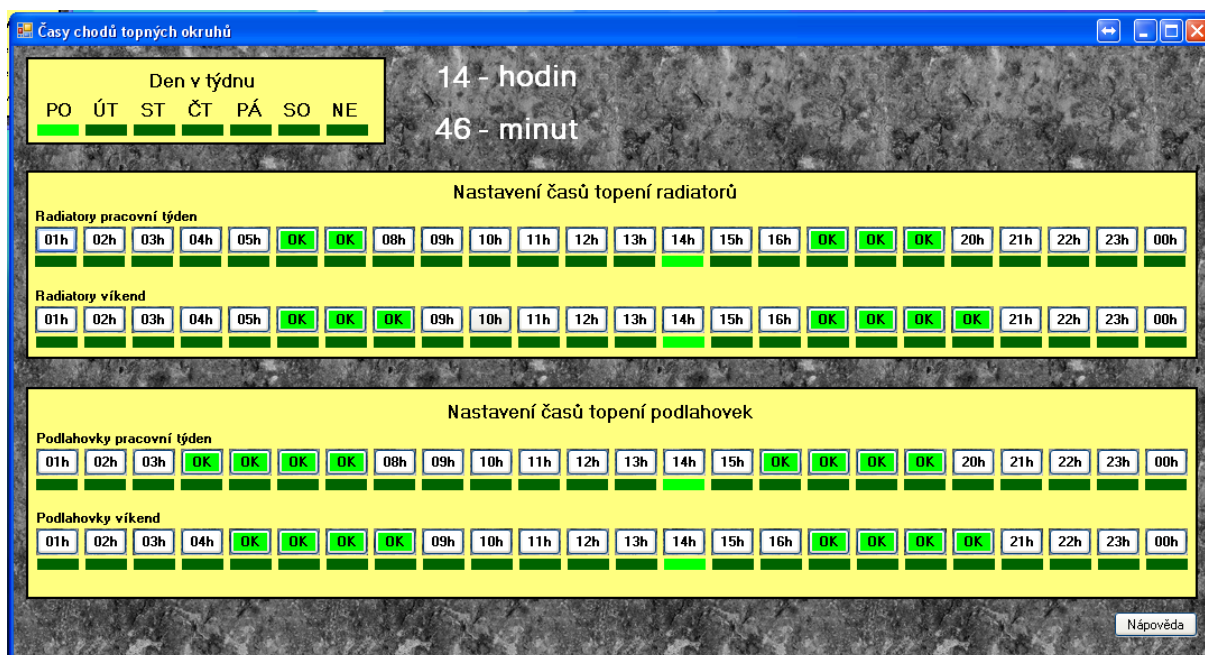 Časy chodů topných okruhů
Den v týdnu
PO ÚT ST ČT PÁ SO NE
14 - hodin
46 - minut
Nastavení časů topení radiatorů
Radiatory pracovní týden
01h 02h 03h 04h 05h OK OK 08h 09h 10h 11h 12h 13h 14h 15h 16h OK OK OK 20h 21h 22h 23h 00h
Radiatory víkend
01h 02h 03h 04h 05h OK OK OK 09h 10h 11h 12h 13h 14h 15h 16h OK OK OK OK 21h 22h 23h 00h
Nastavení časů topení podlahovek
Podlahovky pracovní týden
01h 02h 03h OK OK OK OK 08h 09h 10h 11h 12h 13h 14h 15h OK OK OK OK 20h 21h 22h 23h 00h
Podlahovky víkend
01h 02h 03h 04h OK OK OK OK 09h 10h 11h 12h 13h 14h 15h 16h OK OK OK OK 21h 22h 23h 00h
Nápověda